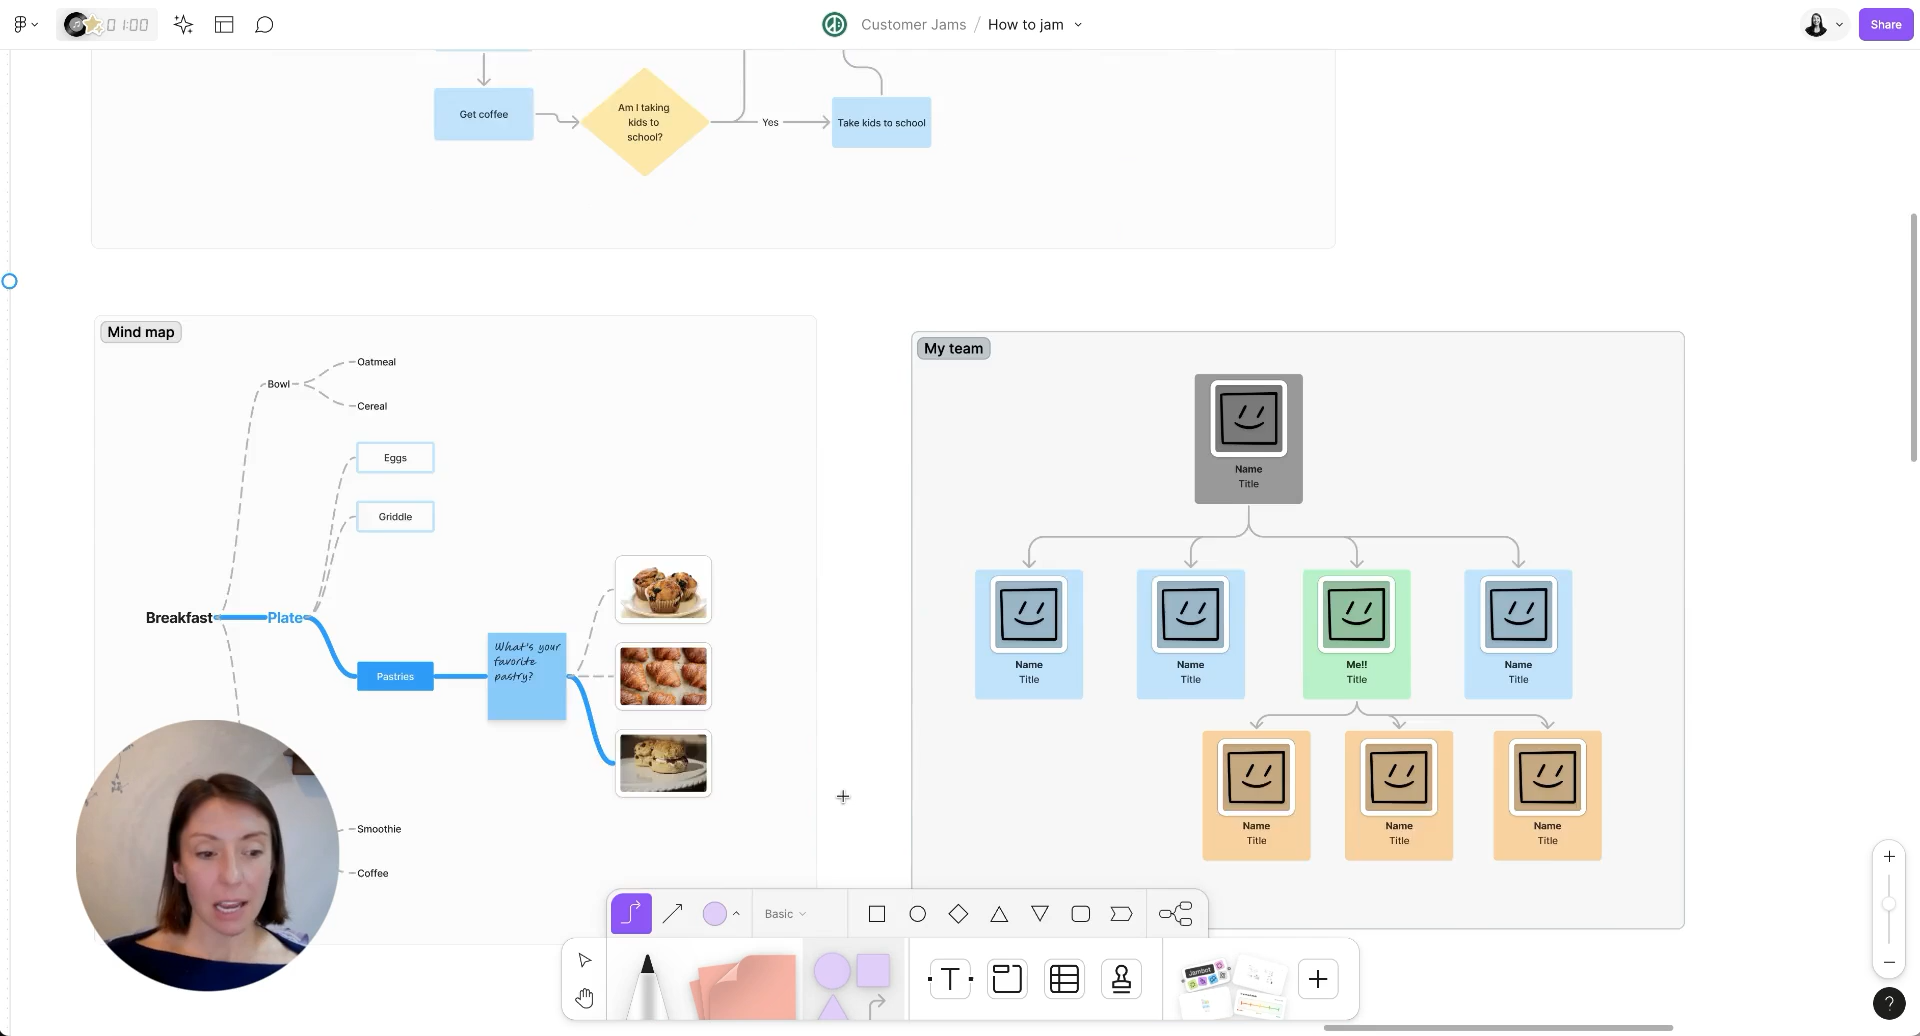 01:00
Customer Jams / How to jam
Share
Get coffee
Am I taking
kids to
school?
Yes
Take kids to school
Mind map
Oatmeal
Bowl
Cereal
Eggs
Griddle
Breakfast
Plate
Pastries
What's your
favorite
pastry?
Smoothie
Coffee
My team
Name
Title
Name
Title
Name
Title
Me!!
Title
Name
Title
Name
Title
Name
Title
Name
Title
Basic
T
Jambot
+
−
?